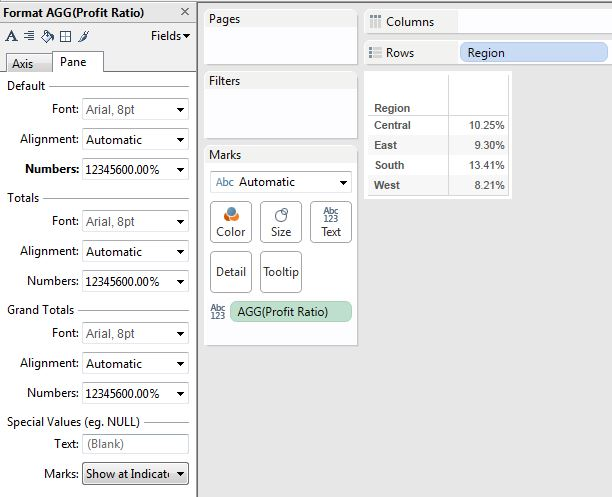 Format AGG(Profit Ratio) ×
Fields
Axis Pane
Default
Font: Arial, 8pt
Alignment: Automatic
Numbers: 12345600.00%
Totals
Font: Arial, 8pt
Alignment: Automatic
Numbers: 12345600.00%
Grand Totals
Font: Arial, 8pt
Alignment: Automatic
Numbers: 12345600.00%
Special Values (eg. NULL)
Text: (Blank)
Marks: Show at Indicat
Pages
Filters
Marks
Abc Automatic
Color
Size
Abc
123
Text
Detail
Tooltip
Abc
123
AGG(Profit Ratio)
Columns
Rows Region
Region
Central 10.25%
East 9.30%
South 13.41%
West 8.21%